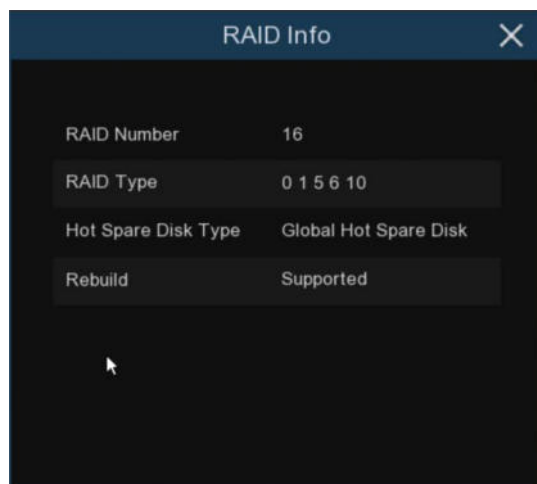 RAID Info
RAID Number 16
RAID Type 0 1 5 6 10
Hot Spare Disk Type Global Hot Spare Disk
Rebuild Supported